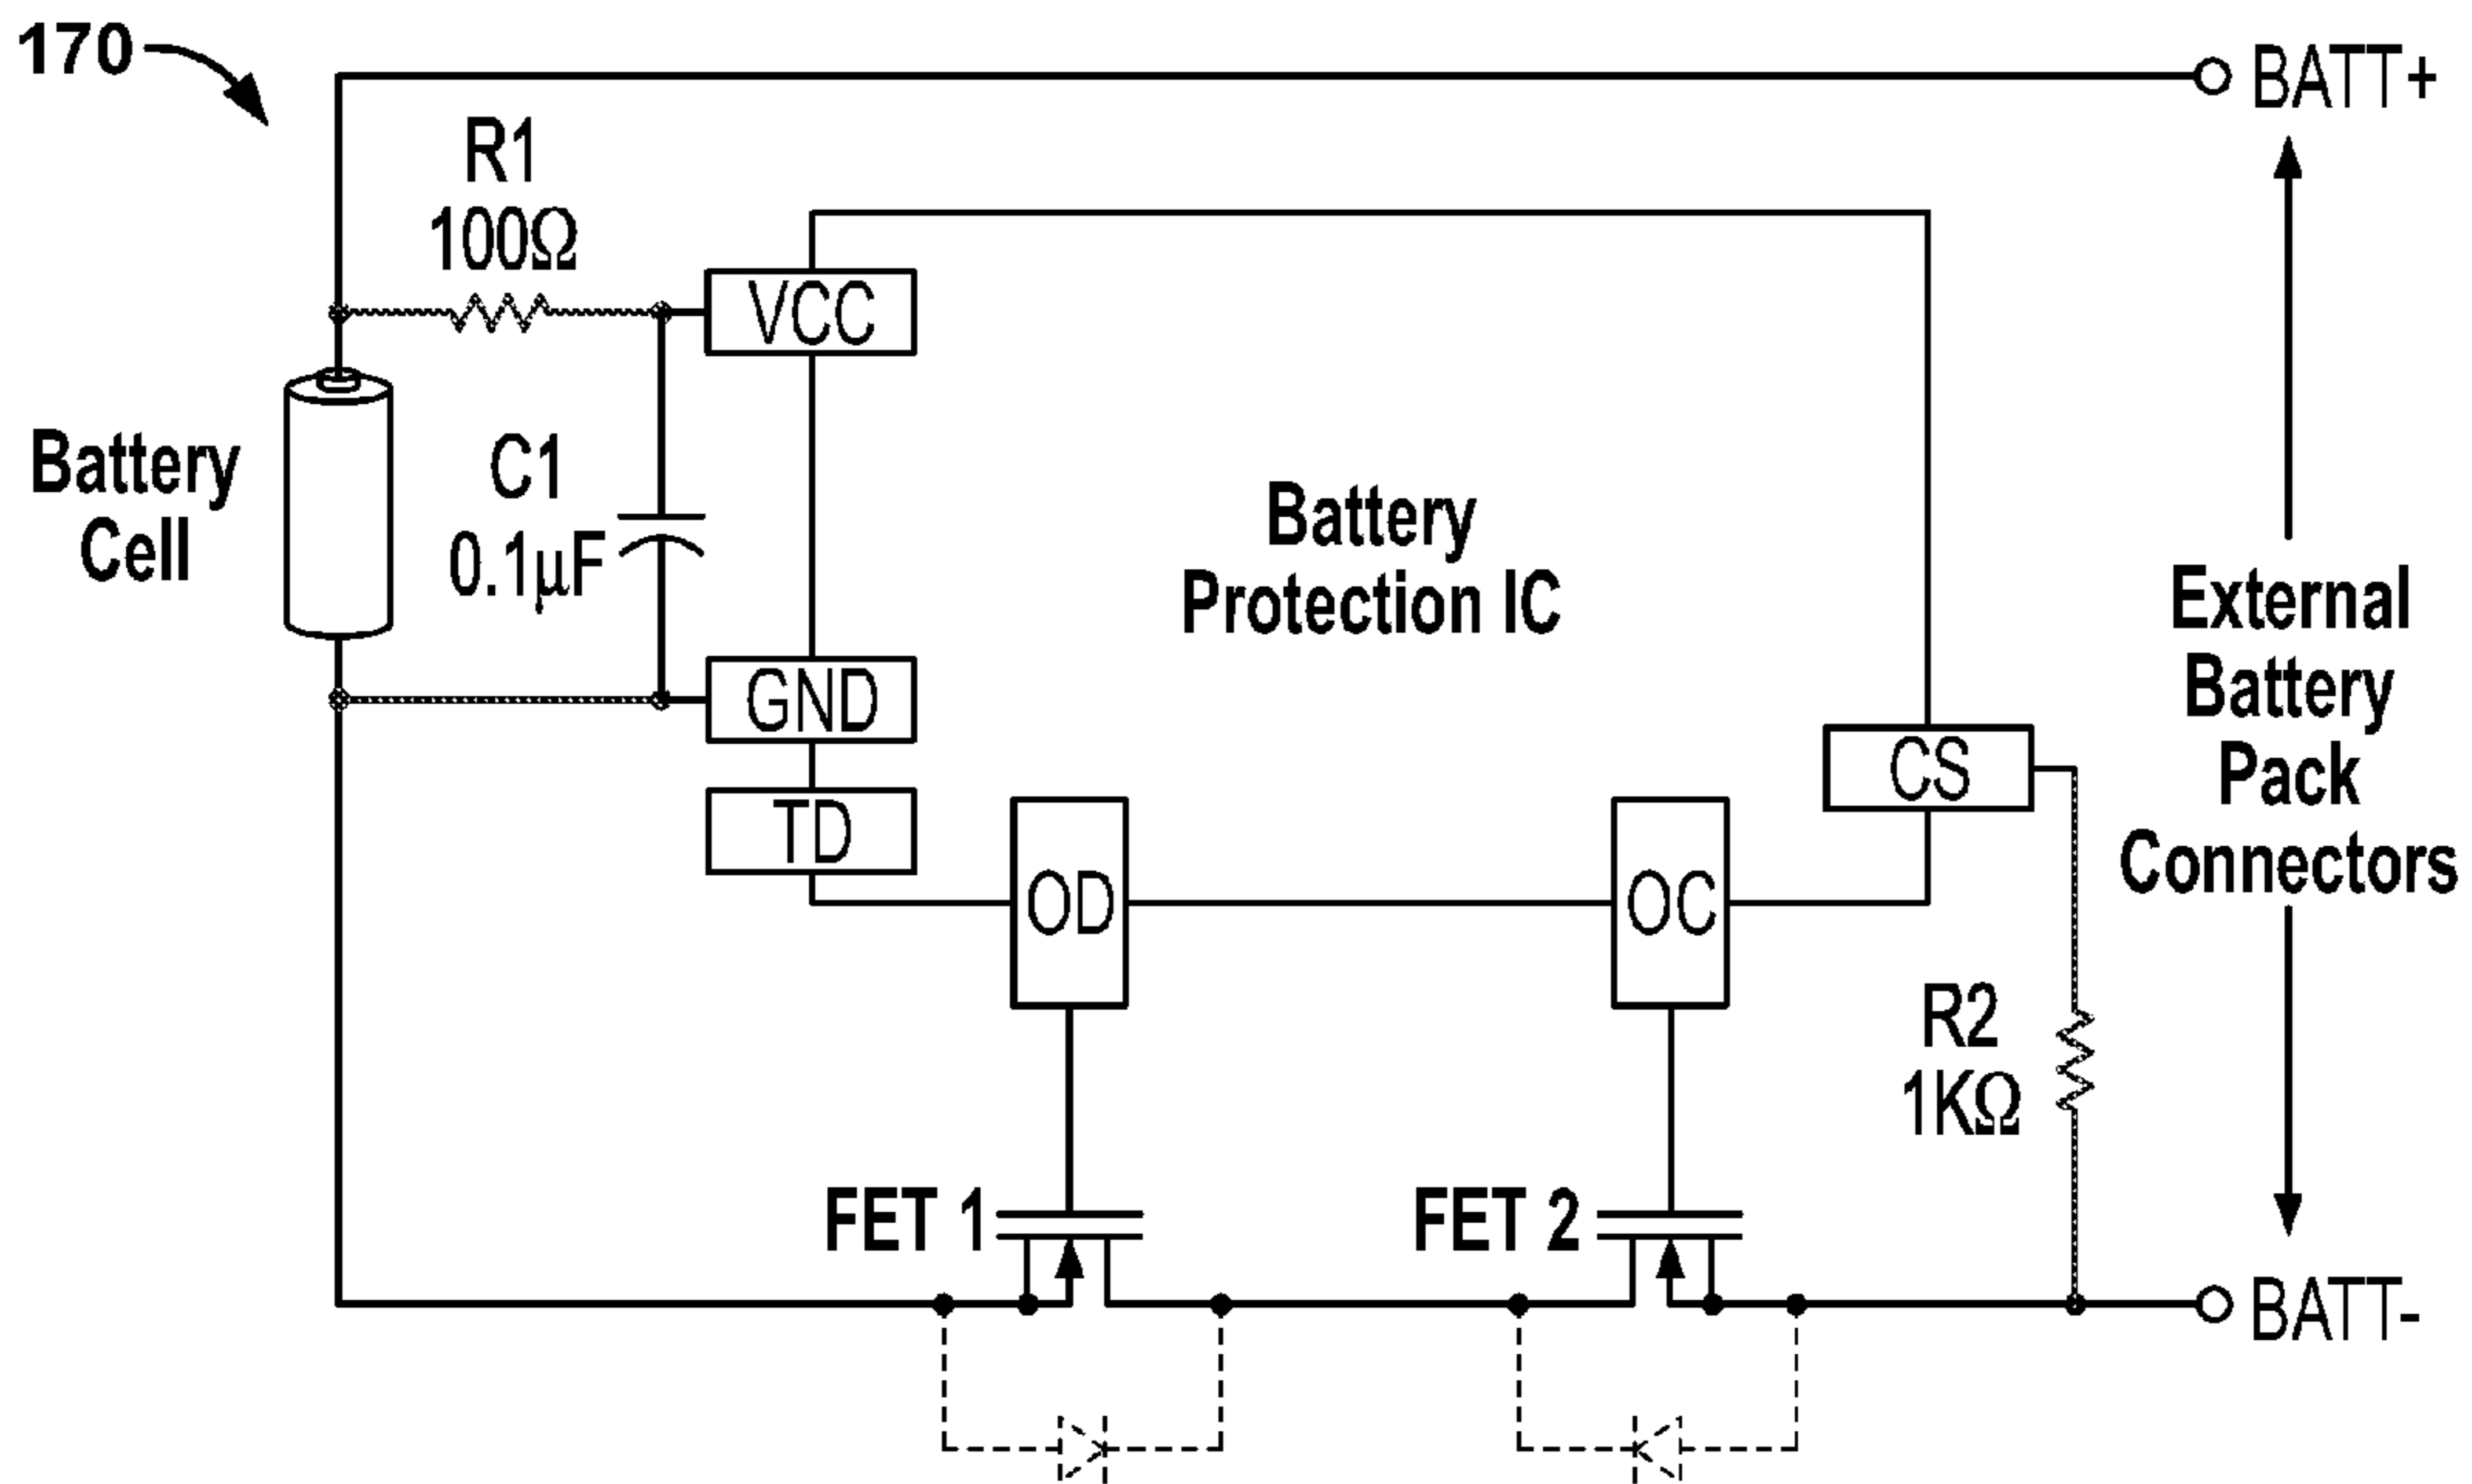 170
BATT+
R1
100Ω
VCC
Battery
Cell
C1
0.1μF
Battery
Protection IC
External
Battery
Pack
Connectors
GND
TD
CS
OD
OC
R2
1KΩ
FET 1
FET 2
BATT-